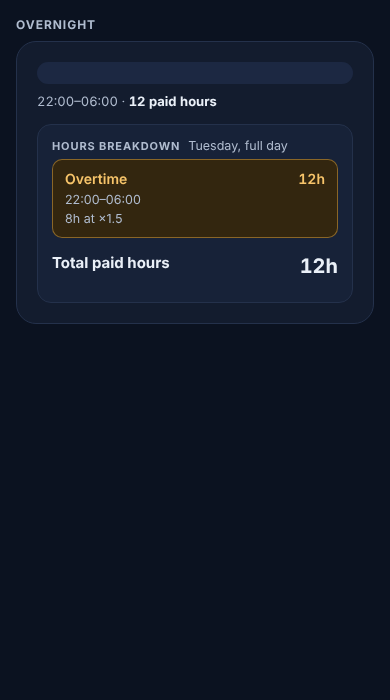 OVERNIGHT
22:00–06:00 · 12 paid hours
HOURS BREAKDOWN Tuesday, full day
Overtime 12h
22:00–06:00
8h at ×1.5
Total paid hours 12h